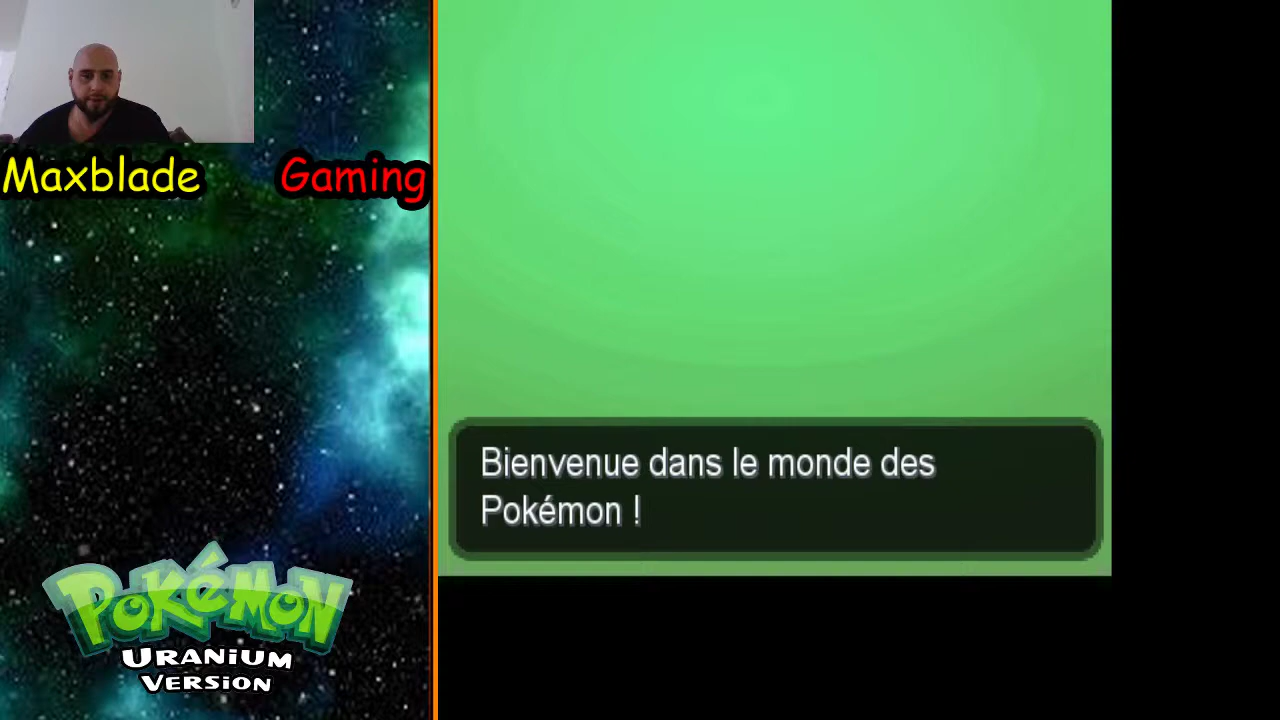 Maxblade Gaming
Bienvenue dans le monde des
Pokémon !
POKÉMON
URANIUM
VERSION